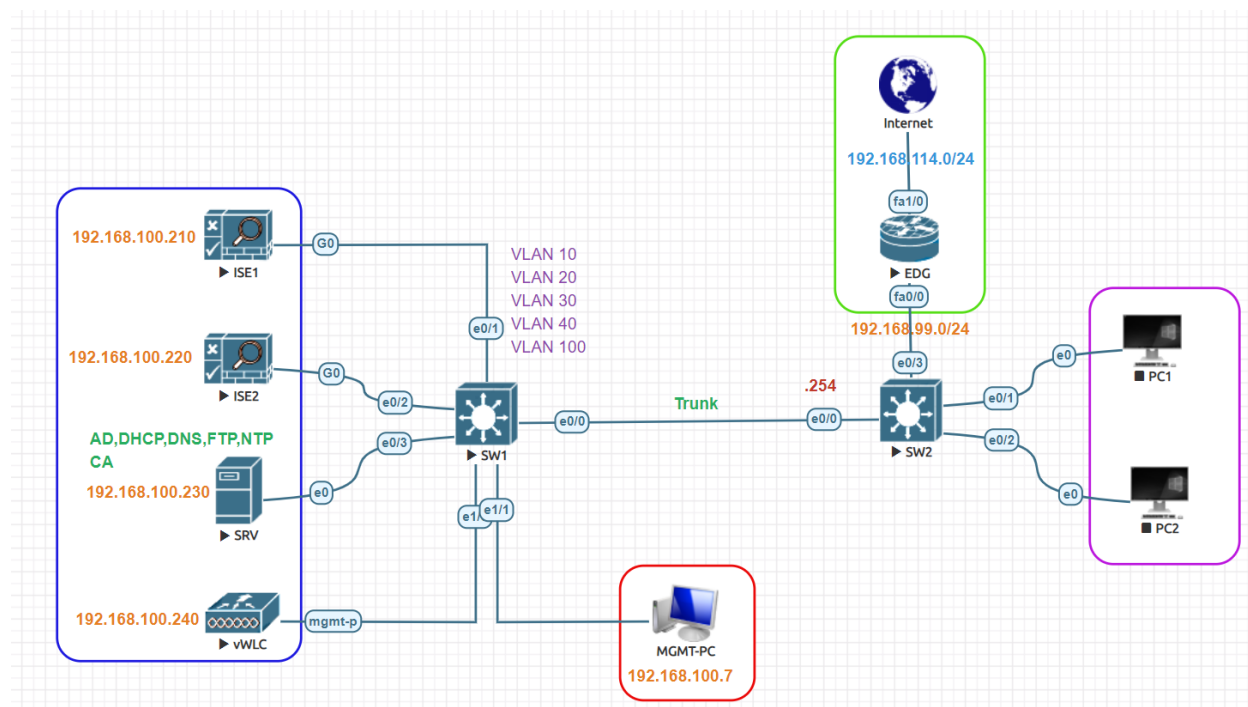 Internet
192.168.114.0/24
fa1/0
EDG
fa0/0
192.168.99.0/24
e0/3
192.168.100.210
ISE1
G0
VLAN 10
VLAN 20
VLAN 30
VLAN 40
VLAN 100
e0/1
192.168.100.220
ISE2
G0
e0/2
AD,DHCP,DNS,FTP,NTP
CA
192.168.100.230
SRV
e0
e0/3
SW1
e0/0
Trunk
.254
e0/0
SW2
e0/1
e0
PC1
e0/2
e0
PC2
e1/
e1/1
192.168.100.240
vWLC
mgmt-p
MGMT-PC
192.168.100.7